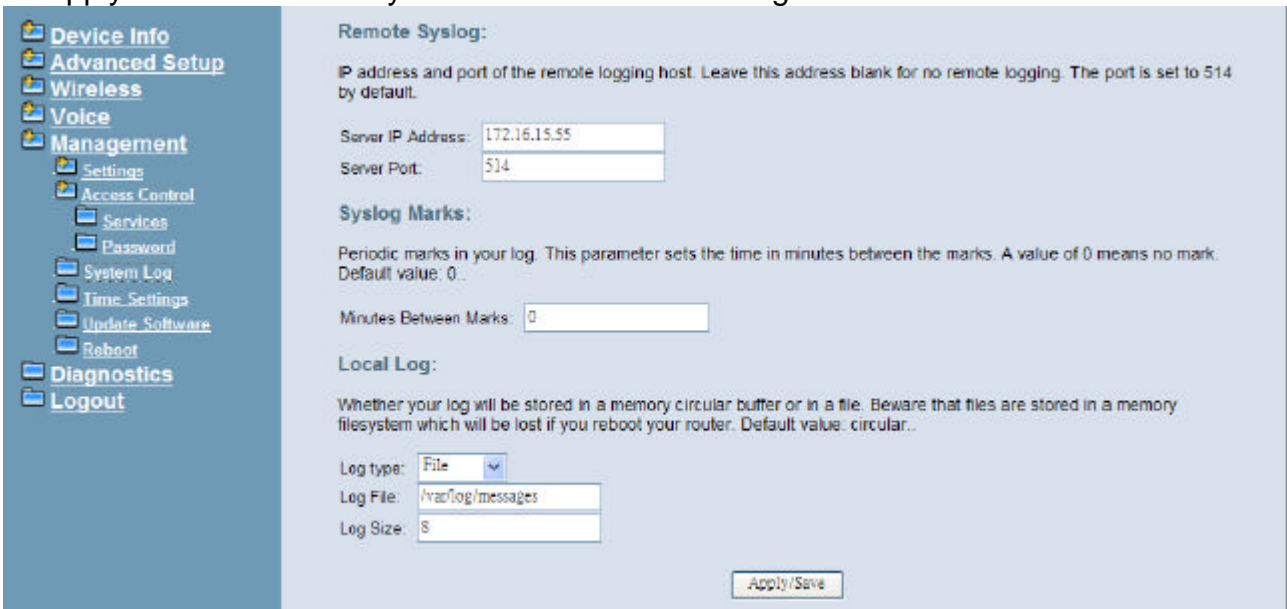 Device Info
Advanced Setup
Wireless
Voice
Management
Settings
Access Control
Services
Password
System Log
Time Settings
Update Software
Reboot
Diagnostics
Logout
Remote Syslog:
IP address and port of the remote logging host. Leave this address blank for no remote logging. The port is set to 514
by default.
Server IP Address: 172.16.15.55
Server Port: 514
Syslog Marks:
Periodic marks in your log. This parameter sets the time in minutes between the marks. A value of 0 means no mark.
Default value: 0..
Minutes Between Marks: 0
Local Log:
Whether your log will be stored in a memory circular buffer or in a file. Beware that files are stored in a memory
filesystem which will be lost if you reboot your router. Default value: circular..
Log type: File
Log File: /var/log/messages
Log Size: 8
Apply/Save